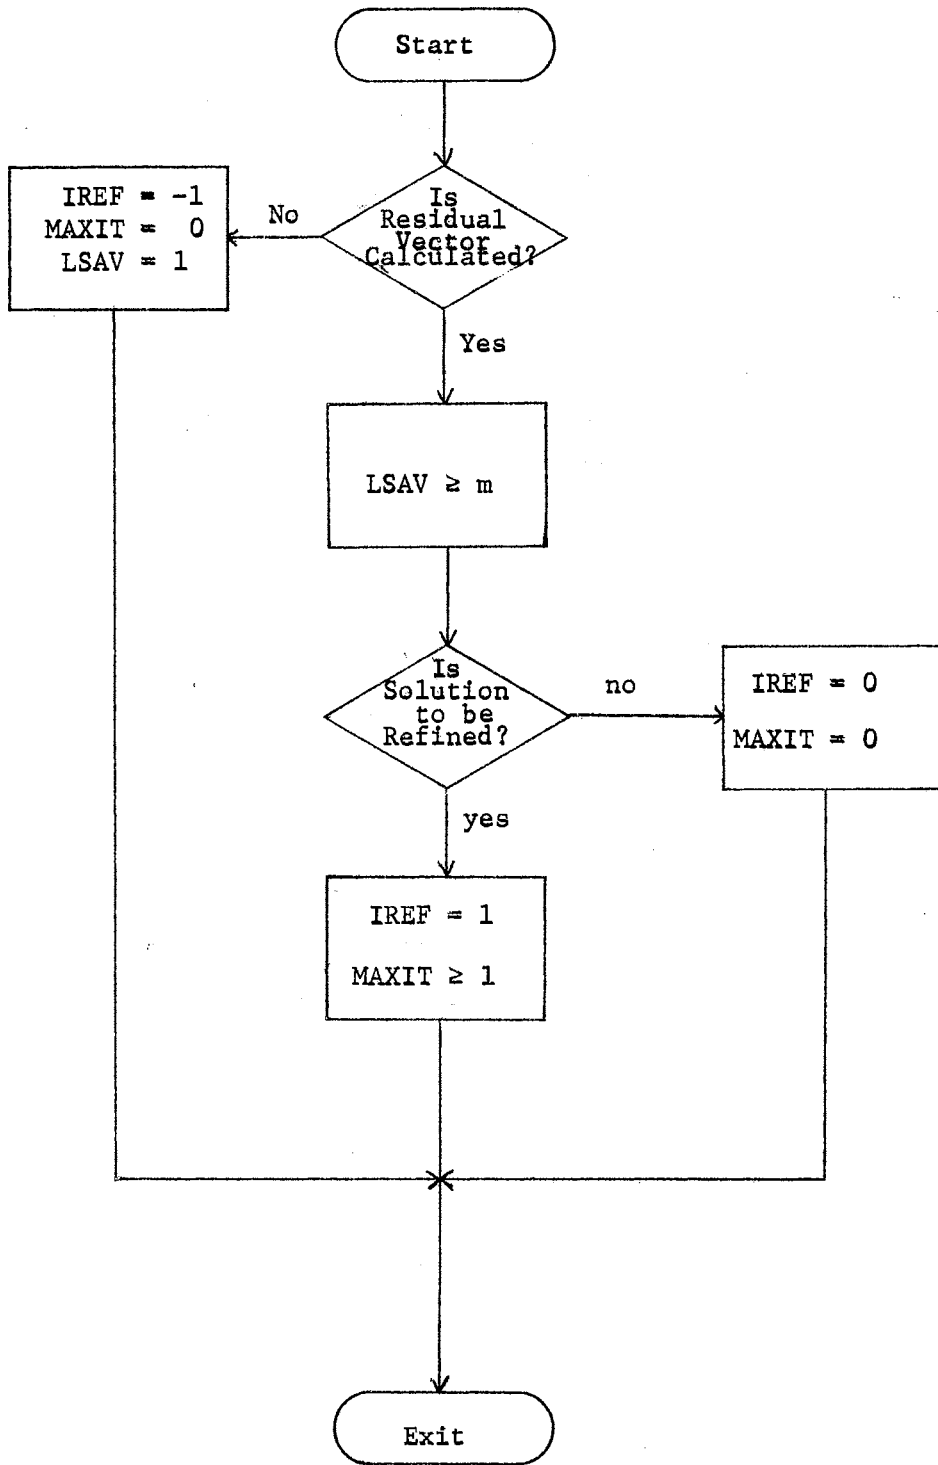 Start
Is
Residual
Vector
Calculated?
No
IREF = -1
MAXIT = 0
LSAV = 1
Yes
LSAV ≥ m
Is
Solution
to be
Refined?
no
IREF = 0
MAXIT = 0
yes
IREF = 1
MAXIT ≥ 1
Exit